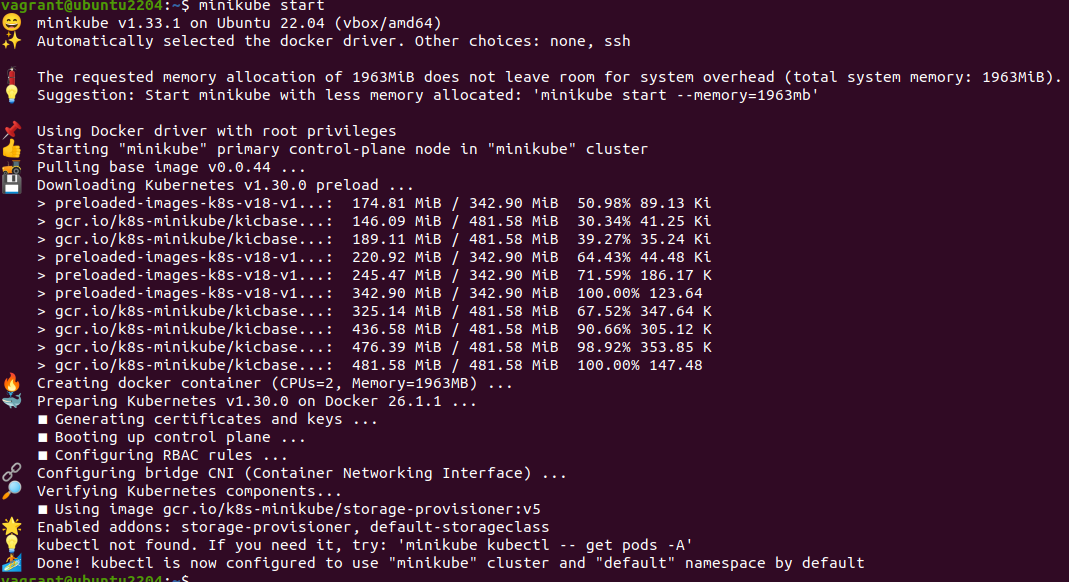 vagrant@ubuntu2204:~$ minikube start
😄 minikube v1.33.1 on Ubuntu 22.04 (vbox/amd64)
✨ Automatically selected the docker driver. Other choices: none, ssh
🧯 The requested memory allocation of 1963MiB does not leave room for system overhead (total system memory: 1963MiB).
💡 Suggestion: Start minikube with less memory allocated: 'minikube start --memory=1963mb'
📌 Using Docker driver with root privileges
👍 Starting "minikube" primary control-plane node in "minikube" cluster
🚜 Pulling base image v0.0.44 ...
💾 Downloading Kubernetes v1.30.0 preload ...
> preloaded-images-k8s-v18-v1...: 174.81 MiB / 342.90 MiB 50.98% 89.13 Ki
> gcr.io/k8s-minikube/kicbase...: 146.09 MiB / 481.58 MiB 30.34% 41.25 Ki
> gcr.io/k8s-minikube/kicbase...: 189.11 MiB / 481.58 MiB 39.27% 35.24 Ki
> preloaded-images-k8s-v18-v1...: 220.92 MiB / 342.90 MiB 64.43% 44.48 Ki
> preloaded-images-k8s-v18-v1...: 245.47 MiB / 342.90 MiB 71.59% 186.17 K
> preloaded-images-k8s-v18-v1...: 342.90 MiB / 342.90 MiB 100.00% 123.64
> gcr.io/k8s-minikube/kicbase...: 325.14 MiB / 481.58 MiB 67.52% 347.64 K
> gcr.io/k8s-minikube/kicbase...: 436.58 MiB / 481.58 MiB 90.66% 305.12 K
> gcr.io/k8s-minikube/kicbase...: 476.39 MiB / 481.58 MiB 98.92% 353.85 K
> gcr.io/k8s-minikube/kicbase...: 481.58 MiB / 481.58 MiB 100.00% 147.48
🔥 Creating docker container (CPUs=2, Memory=1963MB) ...
🐳 Preparing Kubernetes v1.30.0 on Docker 26.1.1 ...
■ Generating certificates and keys ...
■ Booting up control plane ...
■ Configuring RBAC rules ...
🔗 Configuring bridge CNI (Container Networking Interface) ...
🔎 Verifying Kubernetes components...
■ Using image gcr.io/k8s-minikube/storage-provisioner:v5
🌟 Enabled addons: storage-provisioner, default-storageclass
💡 kubectl not found. If you need it, try: 'minikube kubectl -- get pods -A'
🏄 Done! kubectl is now configured to use "minikube" cluster and "default" namespace by default
vagrant@ubuntu2204:~$